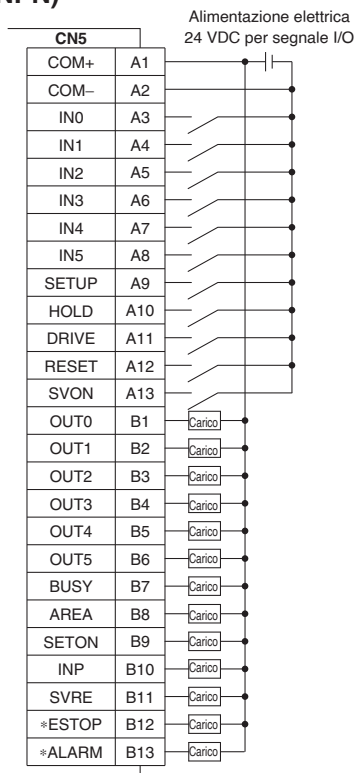 NPN)
Alimentazione elettrica
24 VDC per segnale I/O
CN5
COM+ A1
COM− A2
IN0 A3
IN1 A4
IN2 A5
IN3 A6
IN4 A7
IN5 A8
SETUP A9
HOLD A10
DRIVE A11
RESET A12
SVON A13
OUT0 B1 Carico
OUT1 B2 Carico
OUT2 B3 Carico
OUT3 B4 Carico
OUT4 B5 Carico
OUT5 B6 Carico
BUSY B7 Carico
AREA B8 Carico
SETON B9 Carico
INP B10 Carico
SVRE B11 Carico
*ESTOP B12 Carico
*ALARM B13 Carico